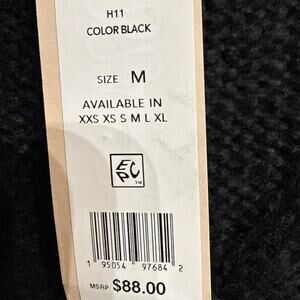 H11
COLOR BLACK
SIZE M
AVAILABLE IN
XXS XS S M L XL
EPC TM
1 95054 97684 2
MSRP $88.00